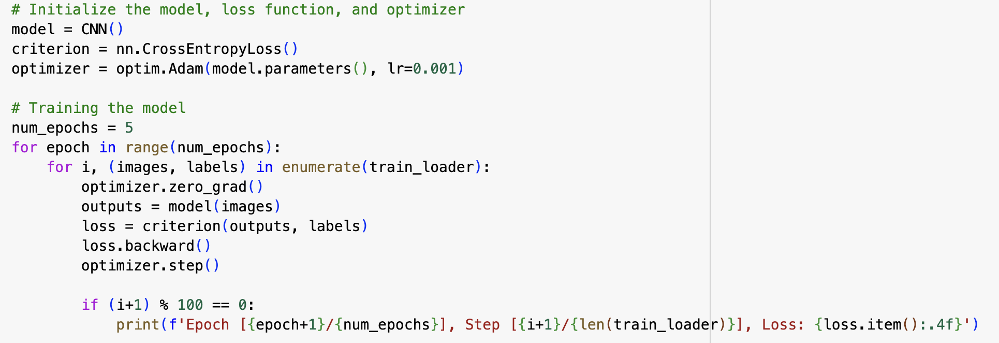 # Initialize the model, loss function, and optimizer
model = CNN()
criterion = nn.CrossEntropyLoss()
optimizer = optim.Adam(model.parameters(), lr=0.001)

# Training the model
num_epochs = 5
for epoch in range(num_epochs):
    for i, (images, labels) in enumerate(train_loader):
        optimizer.zero_grad()
        outputs = model(images)
        loss = criterion(outputs, labels)
        loss.backward()
        optimizer.step()

        if (i+1) % 100 == 0:
            print(f'Epoch [{epoch+1}/{num_epochs}], Step [{i+1}/{len(train_loader)}], Loss: {loss.item():.4f}')